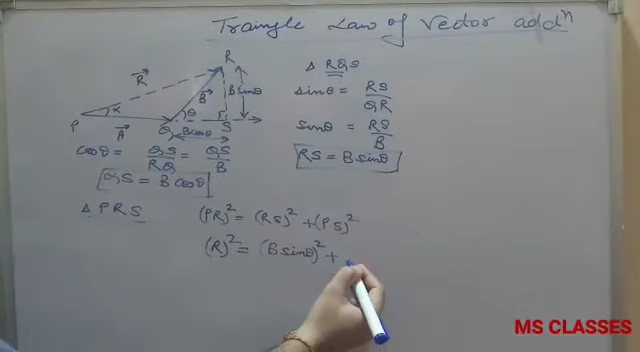 Traingle Law of Vector addⁿ
R
R⃗
B⃗
B sinθ
α
θ
P
A⃗
Q
S
B cosθ
Δ RQS
sinθ = RS/QR
sinθ = RS/B
RS = B sinθ
cosθ = QS/RQ = QS/B
QS = B cosθ
Δ PRS
(PR)² = (RS)² + (PS)²
(R)² = (B sinθ)² +
MS CLASSES